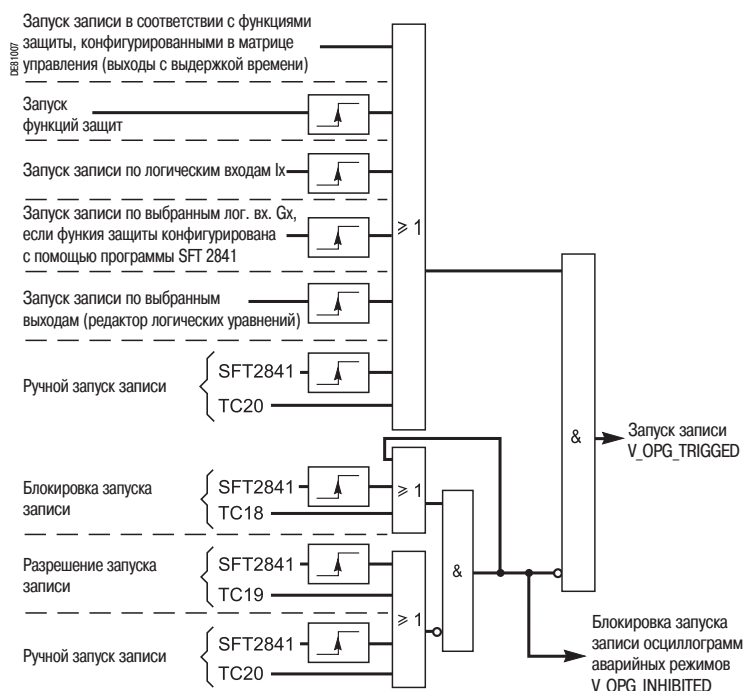 Запуск записи в соответствии с функциями
защиты, конфигурированными в матрице
управления (выходы с выдержкой времени)
DE81007
Запуск
функций защит
Запуск записи по логическим входам Ix
Запуск записи по выбранным лог. вх. Gx,
если функия защиты конфигурирована
с помощью программы SFT 2841
⩾ 1
Запуск записи по выбранным
выходам (редактор логических уравнений)
Ручной запуск записи
SFT2841
TC20
&
Запуск записи
V_OPG_TRIGGED
Блокировка запуска
записи
SFT2841
TC18
⩾ 1
Разрешение запуска
записи
SFT2841
TC19
&
⩾ 1
Ручной запуск записи
SFT2841
TC20
Блокировка запуска
записи осциллограмм
аварийных режимов
V_OPG_INHIBITED